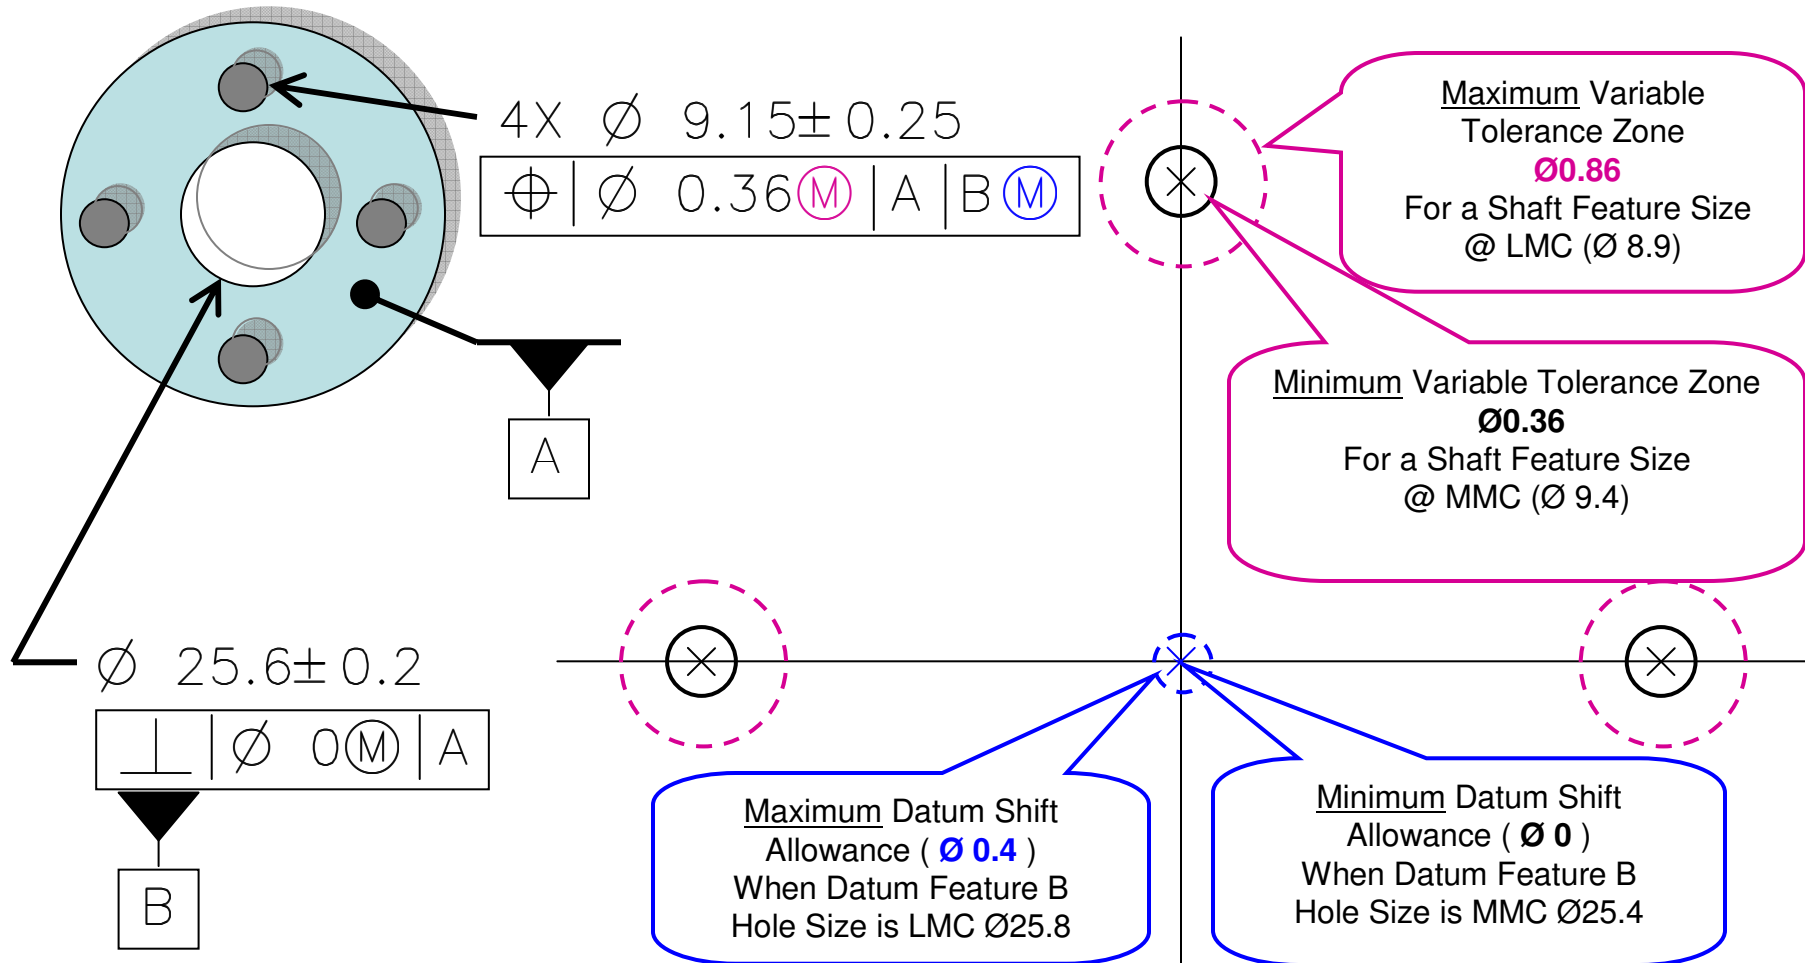 4X Ø 9.15± 0.25
⌖ Ø 0.36Ⓜ A BⓂ
A
Ø 25.6± 0.2
⊥ Ø 0Ⓜ A
B
Maximum Variable
Tolerance Zone
Ø0.86
For a Shaft Feature Size
@ LMC (Ø 8.9)
Minimum Variable Tolerance Zone
Ø0.36
For a Shaft Feature Size
@ MMC (Ø 9.4)
Maximum Datum Shift
Allowance ( Ø 0.4 )
When Datum Feature B
Hole Size is LMC Ø25.8
Minimum Datum Shift
Allowance ( Ø 0 )
When Datum Feature B
Hole Size is MMC Ø25.4